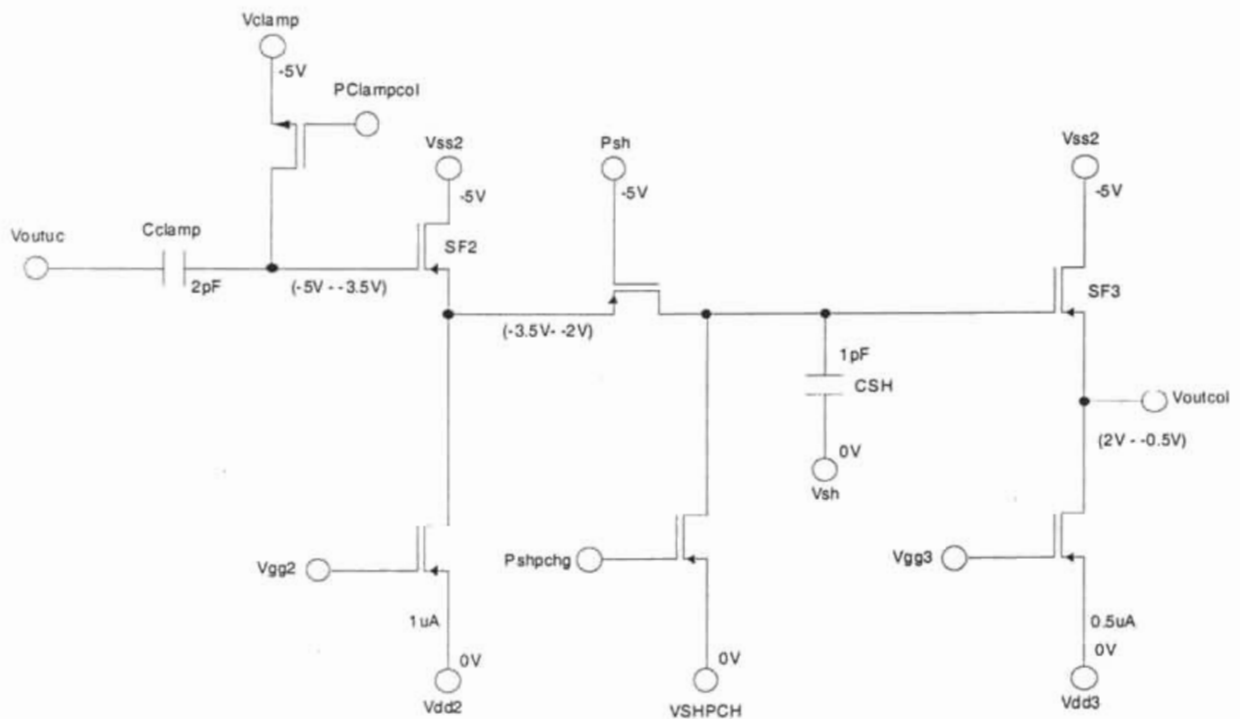 Vclamp
-5V
PClampcol
Vss2
-5V
Psh
-5V
Vss2
-5V
Voutuc
Cclamp
2pF
(-5V - -3.5V)
SF2
SF3
(-3.5V- -2V)
1pF
CSH
0V
Vsh
Voutcol
(2V - -0.5V)
Vgg2
1uA
0V
Vdd2
Pshpchg
0V
VSHPCH
Vgg3
0.5uA
0V
Vdd3